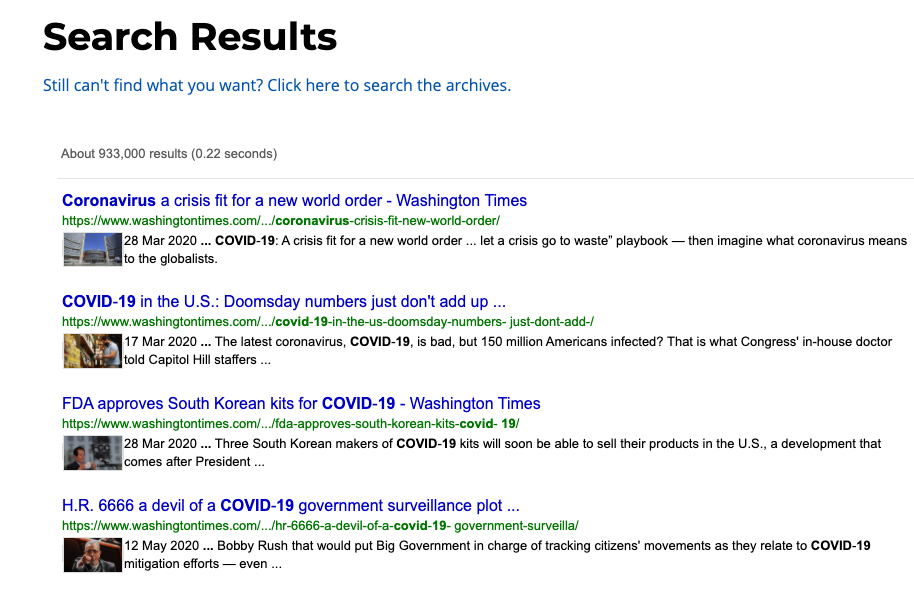 Search Results
Still can't find what you want? Click here to search the archives.
About 933,000 results (0.22 seconds)
Coronavirus a crisis fit for a new world order - Washington Times
https://www.washingtontimes.com/.../coronavirus-crisis-fit-new-world-order/
28 Mar 2020 ... COVID-19: A crisis fit for a new world order ... let a crisis go to waste” playbook — then imagine what coronavirus means
to the globalists.
COVID-19 in the U.S.: Doomsday numbers just don't add up ...
https://www.washingtontimes.com/.../covid-19-in-the-us-doomsday-numbers- just-dont-add-/
17 Mar 2020 ... The latest coronavirus, COVID-19, is bad, but 150 million Americans infected? That is what Congress' in-house doctor
told Capitol Hill staffers ...
FDA approves South Korean kits for COVID-19 - Washington Times
https://www.washingtontimes.com/.../fda-approves-south-korean-kits-covid- 19/
28 Mar 2020 ... Three South Korean makers of COVID-19 kits will soon be able to sell their products in the U.S., a development that
comes after President ...
H.R. 6666 a devil of a COVID-19 government surveillance plot ...
https://www.washingtontimes.com/.../hr-6666-a-devil-of-a-covid-19- government-surveilla/
12 May 2020 ... Bobby Rush that would put Big Government in charge of tracking citizens' movements as they relate to COVID-19
mitigation efforts — even ...